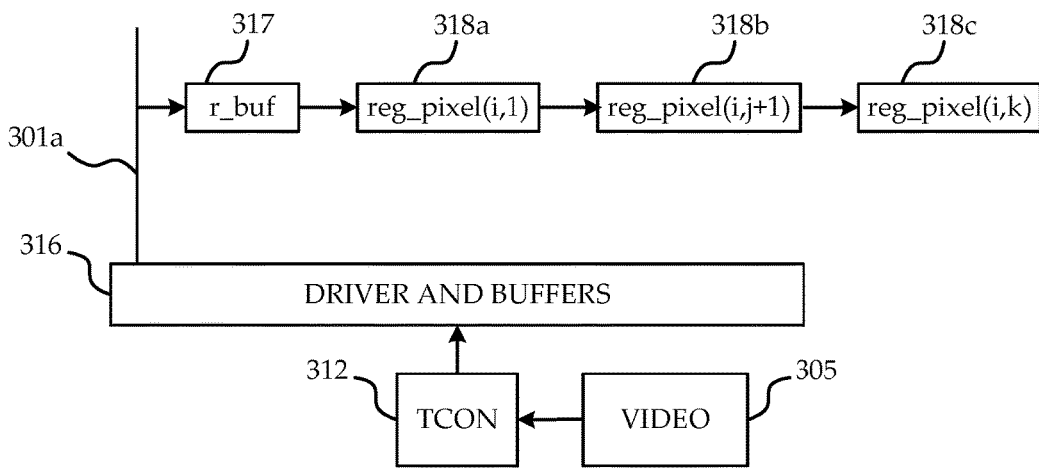 317
318a
318b
318c
r_buf
reg_pixel(i,1)
reg_pixel(i,j+1)
reg_pixel(i,k)
301a
316
DRIVER AND BUFFERS
312
305
TCON
VIDEO